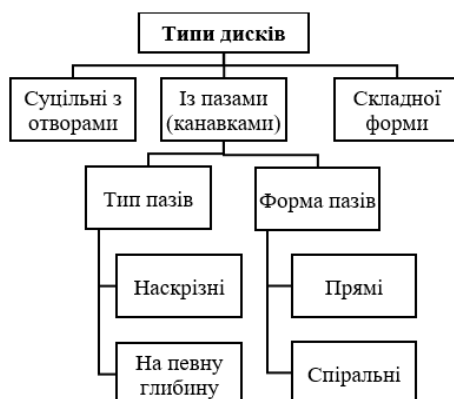 Типи дисків
Суцільні з
отворами
Із пазами
(канавками)
Складної
форми
Тип пазів
Форма пазів
Наскрізні
Прямі
На певну
глибину
Спіральні